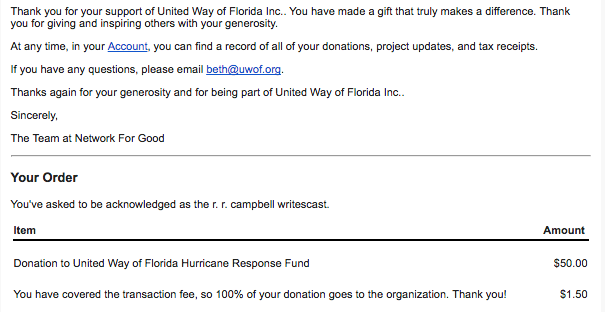 Thank you for your support of United Way of Florida Inc.. You have made a gift that truly makes a difference. Thank
you for giving and inspiring others with your generosity.
At any time, in your Account, you can find a record of all of your donations, project updates, and tax receipts.
If you have any questions, please email beth@uwof.org.
Thanks again for your generosity and for being part of United Way of Florida Inc..
Sincerely,
The Team at Network For Good
Your Order
You've asked to be acknowledged as the r. r. campbell writescast.
Item Amount
Donation to United Way of Florida Hurricane Response Fund $50.00
You have covered the transaction fee, so 100% of your donation goes to the organization. Thank you! $1.50